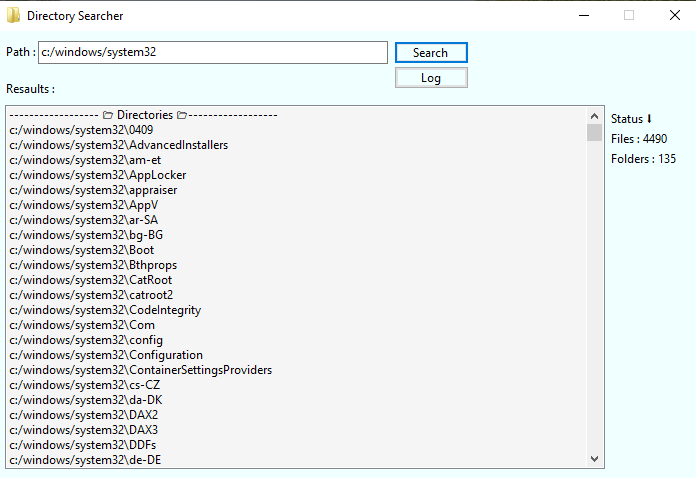 Directory Searcher
Path : c:/windows/system32
Search
Log
Resaults :
------------------ 🗁 Directories 🗁------------------
c:/windows/system32\0409
c:/windows/system32\AdvancedInstallers
c:/windows/system32\am-et
c:/windows/system32\AppLocker
c:/windows/system32\appraiser
c:/windows/system32\AppV
c:/windows/system32\ar-SA
c:/windows/system32\bg-BG
c:/windows/system32\Boot
c:/windows/system32\Bthprops
c:/windows/system32\CatRoot
c:/windows/system32\catroot2
c:/windows/system32\CodeIntegrity
c:/windows/system32\Com
c:/windows/system32\config
c:/windows/system32\Configuration
c:/windows/system32\ContainerSettingsProviders
c:/windows/system32\cs-CZ
c:/windows/system32\da-DK
c:/windows/system32\DAX2
c:/windows/system32\DAX3
c:/windows/system32\DDFs
c:/windows/system32\de-DE
Status ⬇
Files : 4490
Folders : 135